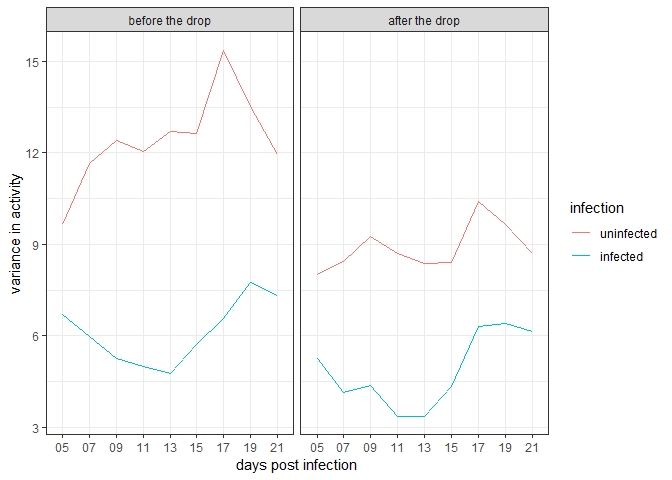 before the drop
after the drop
variance in activity
15
12
9
6
3
05 07 09 11 13 15 17 19 21
05 07 09 11 13 15 17 19 21
days post infection
infection
uninfected
infected